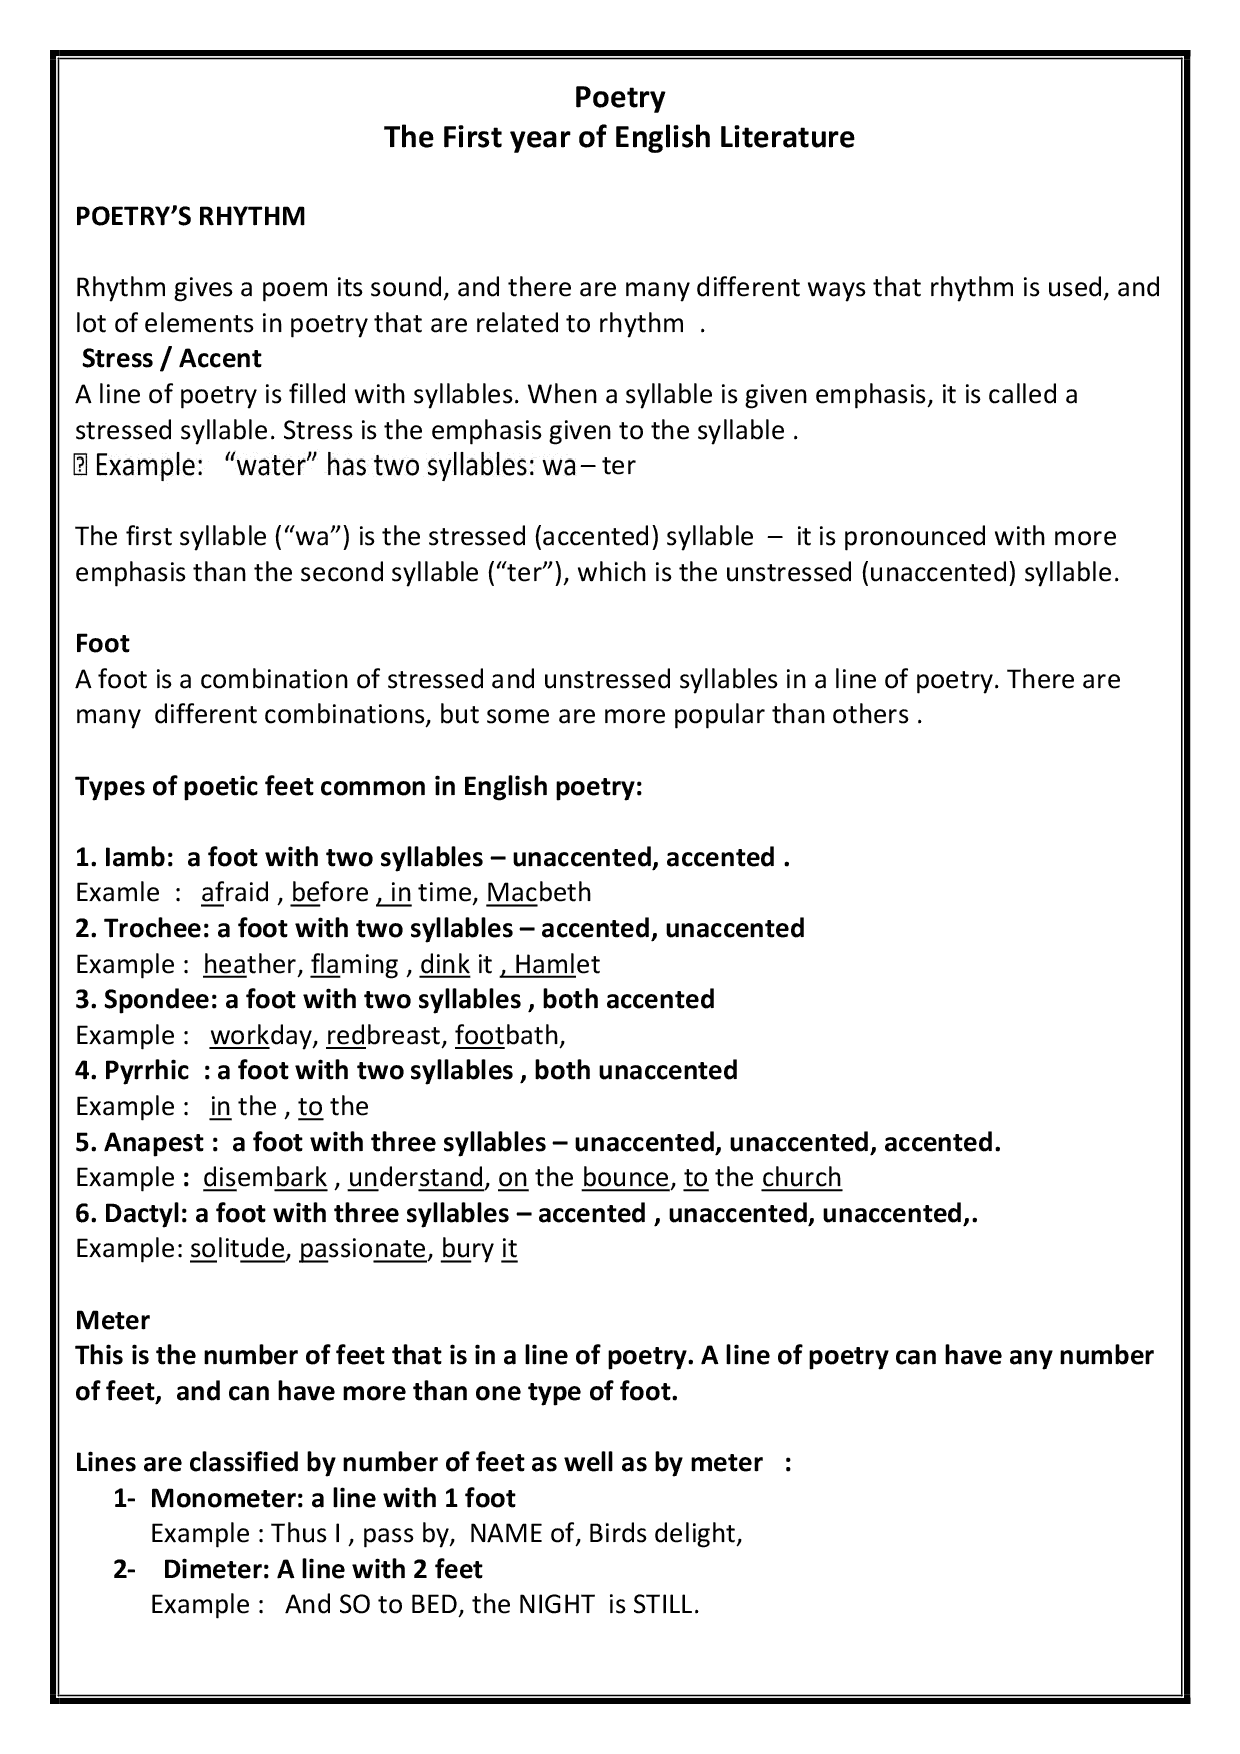 Poetry
The First year of English Literature
POETRY’S RHYTHM
Rhythm gives a poem its sound, and there are many different ways that rhythm is used, and
lot of elements in poetry that are related to rhythm .
Stress / Accent
A line of poetry is filled with syllables. When a syllable is given emphasis, it is called a
stressed syllable. Stress is the emphasis given to the syllable .
Example: “water” has two syllables: wa – ter
The first syllable (“wa”) is the stressed (accented) syllable – it is pronounced with more
emphasis than the second syllable (“ter”), which is the unstressed (unaccented) syllable.
Foot
A foot is a combination of stressed and unstressed syllables in a line of poetry. There are
many different combinations, but some are more popular than others .
Types of poetic feet common in English poetry:
1. Iamb: a foot with two syllables – unaccented, accented .
Examle : afraid , before , in time, Macbeth
2. Trochee: a foot with two syllables – accented, unaccented
Example : heather, flaming , dink it , Hamlet
3. Spondee: a foot with two syllables , both accented
Example : workday, redbreast, footbath,
4. Pyrrhic : a foot with two syllables , both unaccented
Example : in the , to the
5. Anapest : a foot with three syllables – unaccented, unaccented, accented.
Example : disembark , understand, on the bounce, to the church
6. Dactyl: a foot with three syllables – accented , unaccented, unaccented,.
Example: solitude, passionate, bury it
Meter
This is the number of feet that is in a line of poetry. A line of poetry can have any number
of feet, and can have more than one type of foot.
Lines are classified by number of feet as well as by meter :
1- Monometer: a line with 1 foot
Example : Thus I , pass by, NAME of, Birds delight,
2- Dimeter: A line with 2 feet
Example : And SO to BED, the NIGHT is STILL.